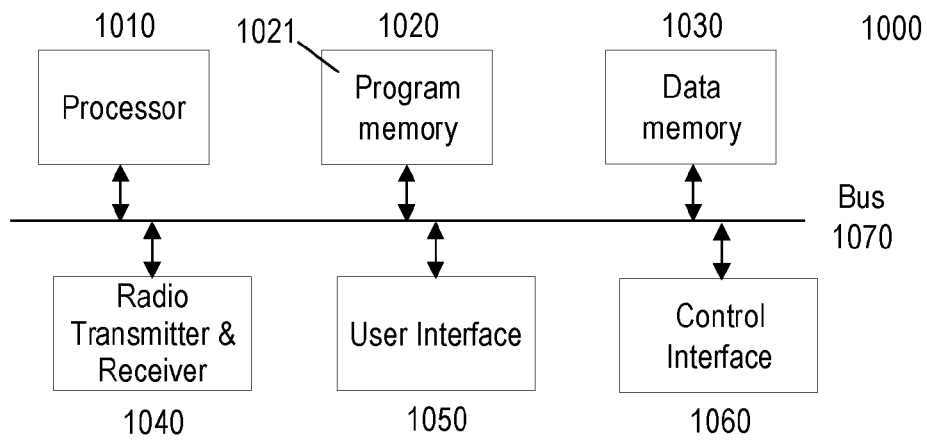 1010
1021
1020
1030
1000
Processor
Program
memory
Data
memory
Bus
1070
Radio
Transmitter &
Receiver
User Interface
Control
Interface
1040
1050
1060